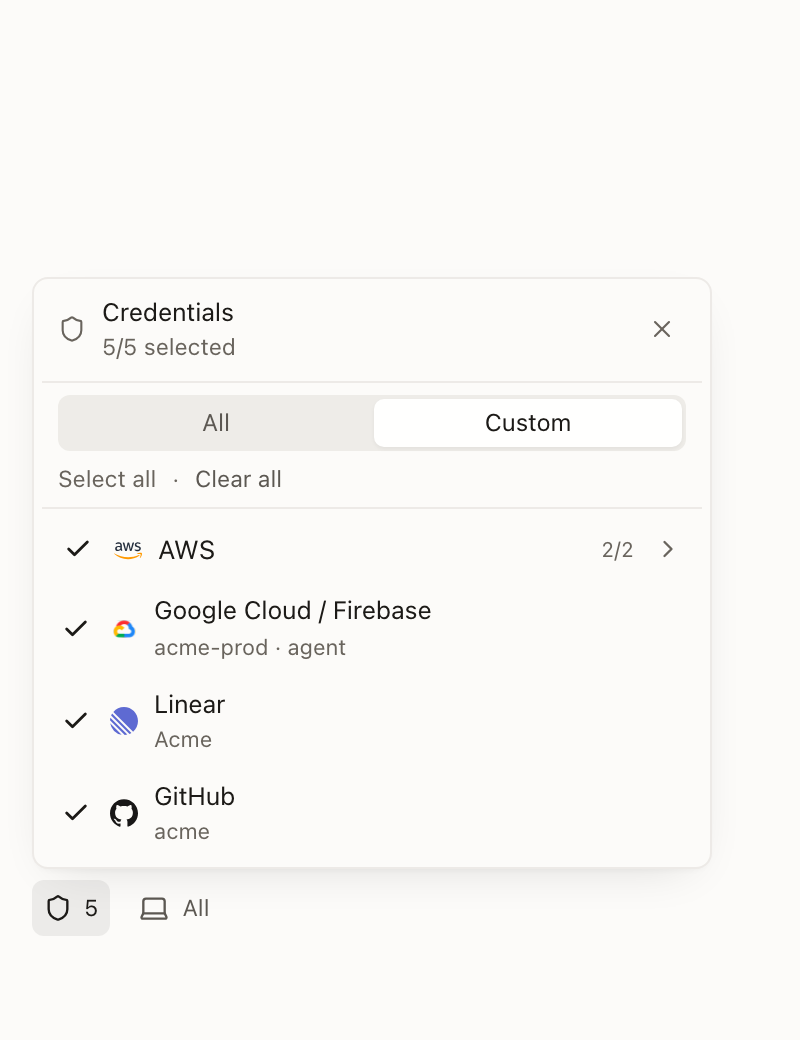 Credentials
5/5 selected
All Custom
Select all · Clear all
aws AWS 2/2
Google Cloud / Firebase
acme-prod · agent
Linear
Acme
GitHub
acme
5 All